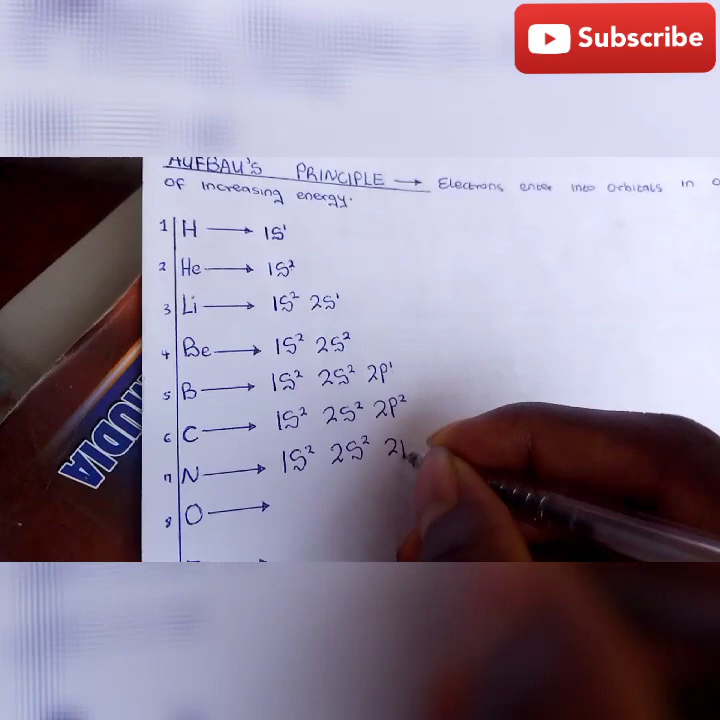 Subscribe
AUFBAU'S PRINCIPLE → Electrons enter into orbitals in
of increasing energy.
1 H → 1S¹
2 He → 1S²
3 Li → 1S² 2S¹
4 Be → 1S² 2S²
5 B → 1S² 2S² 2P¹
6 C → 1S² 2S² 2P²
7 N → 1S² 2S² 2
8 O →